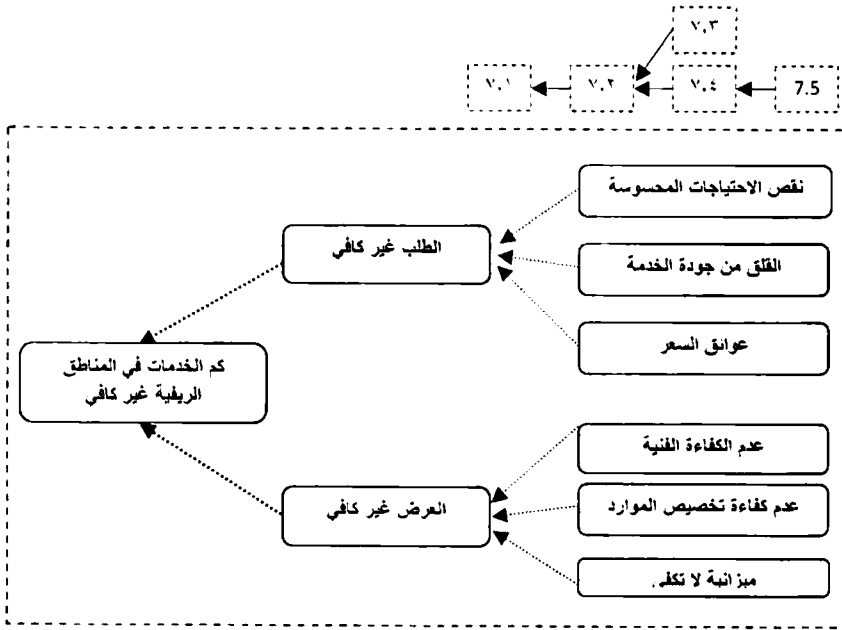 ٧.٣
٧.١
٧.٢
٧.٤
7.5
نقص الاحتياجات المحسوسة
الطلب غير كافي
القلق من جودة الخدمة
عوائق السعر
كم الخدمات في المناطق
الريفية غير كافي
عدم الكفاءة الفنية
العرض غير كافي
عدم كفاءة تخصيص الموارد
ميزانية لا تكفي